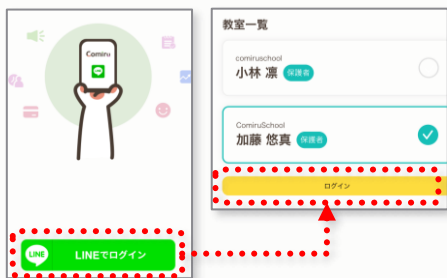 Comiru
LINE
LINEでログイン
教室一覧
comiruschool
小林 凛 保護者
ComiruSchool
加藤 悠真 保護者
ログイン